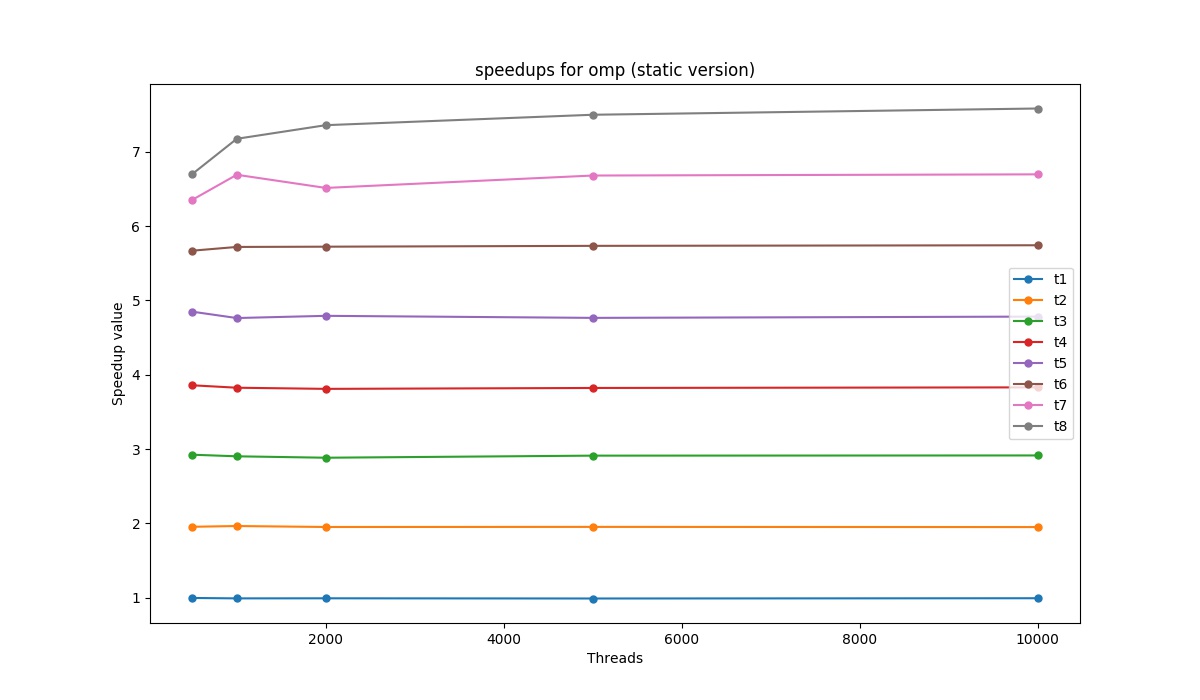 speedups for omp (static version)
Speedup value
7
6
5
4
3
2
1
t1
t2
t3
t4
t5
t6
t7
t8
2000 4000 6000 8000 10000
Threads